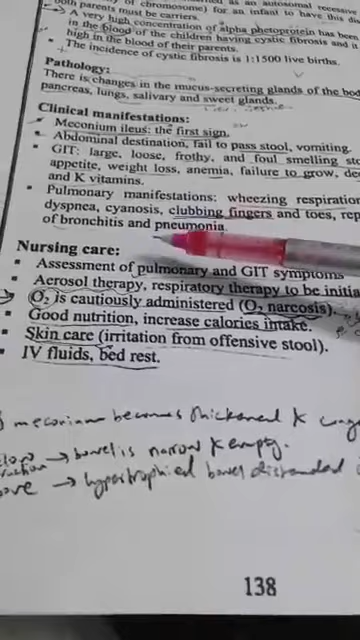 of chromosome) for an infant to have this
both parents must be carriers.
A very high concentration of alpha photoprotein has been
in the blood of the children having cystic fibrosis and
high in the blood of their parents.
The incidence of cystic fibrosis is 1:1500 live births.
Pathology:
There is changes in the mucus-secreting glands of the bod
pancreas, lungs, salivary and sweet glands.
Clinical manifestations:
Meconium ileus: the first sign.
Abdominal destination, fail to pass stool, vomiting.
GIT: large, loose, frothy, and foul smelling sto
appetite, weight loss, anemia, failure to grow, de
and K vitamins.
Pulmonary manifestations: wheezing respiration
dyspnea, cyanosis, clubbing fingers and toes, rep
of bronchitis and pneumonia.
Nursing care:
Assessment of pulmonary and GIT symptoms
Aerosol therapy, respiratory therapy to be initia
O₂ is cautiously administered (O₂ narcosis).
Good nutrition, increase calories intake.
Skin care (irritation from offensive stool).
IV fluids, bed rest.
meconium becomes thickened
→ bowel is narrow & empty.
→ hypertrophied bowel distended
138